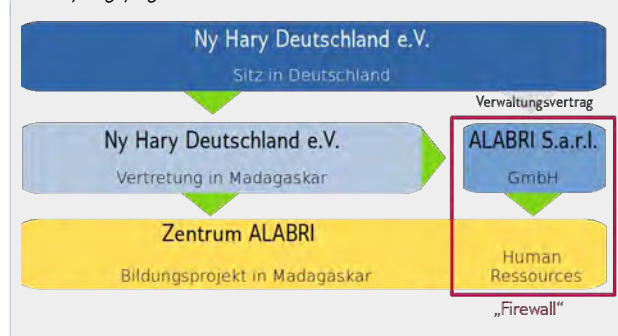 Ny Hary Deutschland e.V.
Sitz in Deutschland
Verwaltungsvertrag
Ny Hary Deutschland e.V.
Vertretung in Madagaskar
ALABRI S.a.r.l.
GmbH
Zentrum ALABRI
Bildungsprojekt in Madagaskar
Human
Ressources
„Firewall“